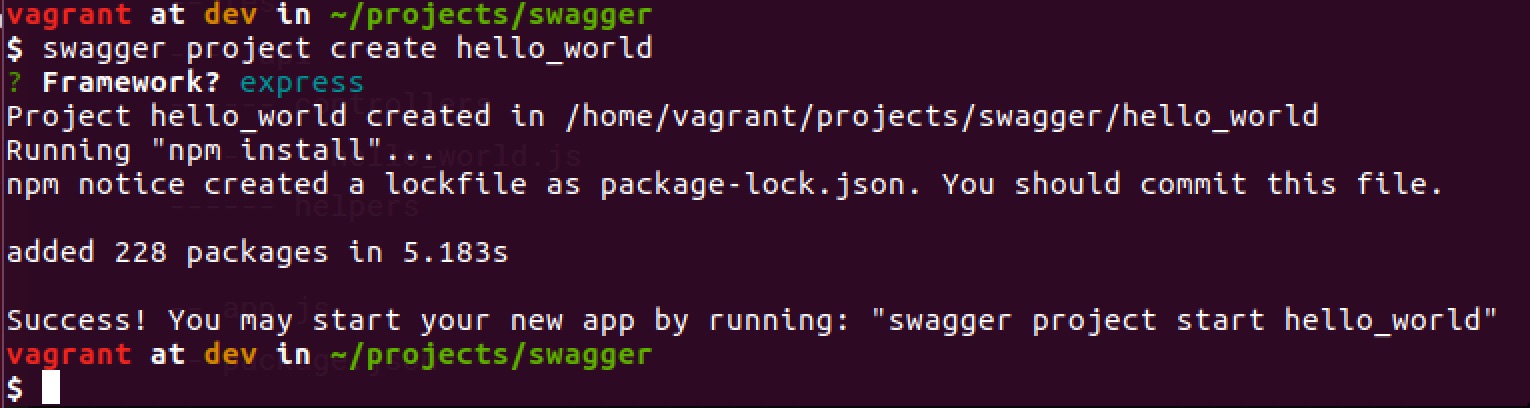 vagrant at dev in ~/projects/swagger
$ swagger project create hello_world
? Framework? express
Project hello_world created in /home/vagrant/projects/swagger/hello_world
Running "npm install"...
npm notice created a lockfile as package-lock.json. You should commit this file.
added 228 packages in 5.183s
Success! You may start your new app by running: "swagger project start hello_world"
vagrant at dev in ~/projects/swagger
$